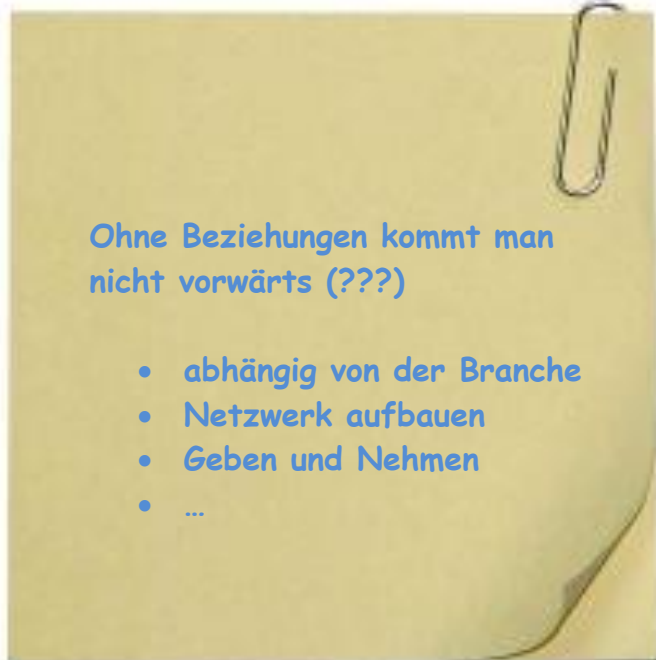 Ohne Beziehungen kommt man
nicht vorwärts (???)
• abhängig von der Branche
• Netzwerk aufbauen
• Geben und Nehmen
• …